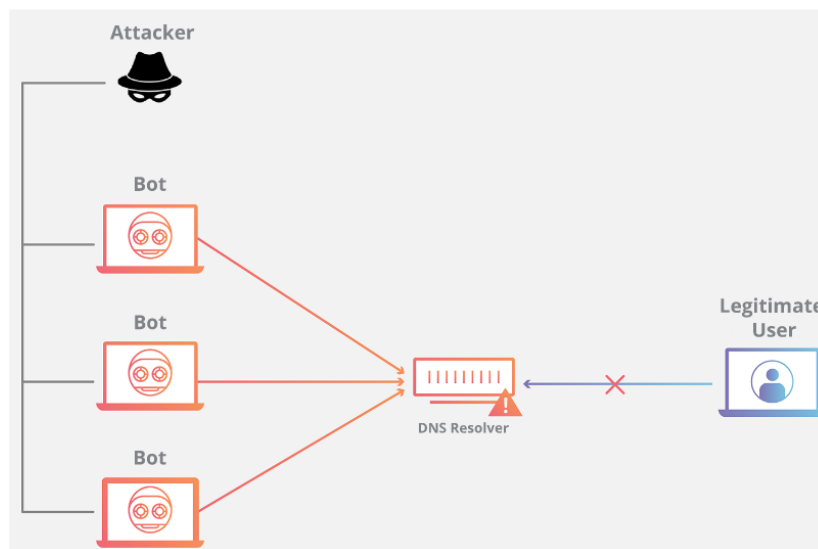 Attacker
Bot
Bot
Legitimate
User
DNS Resolver
Bot